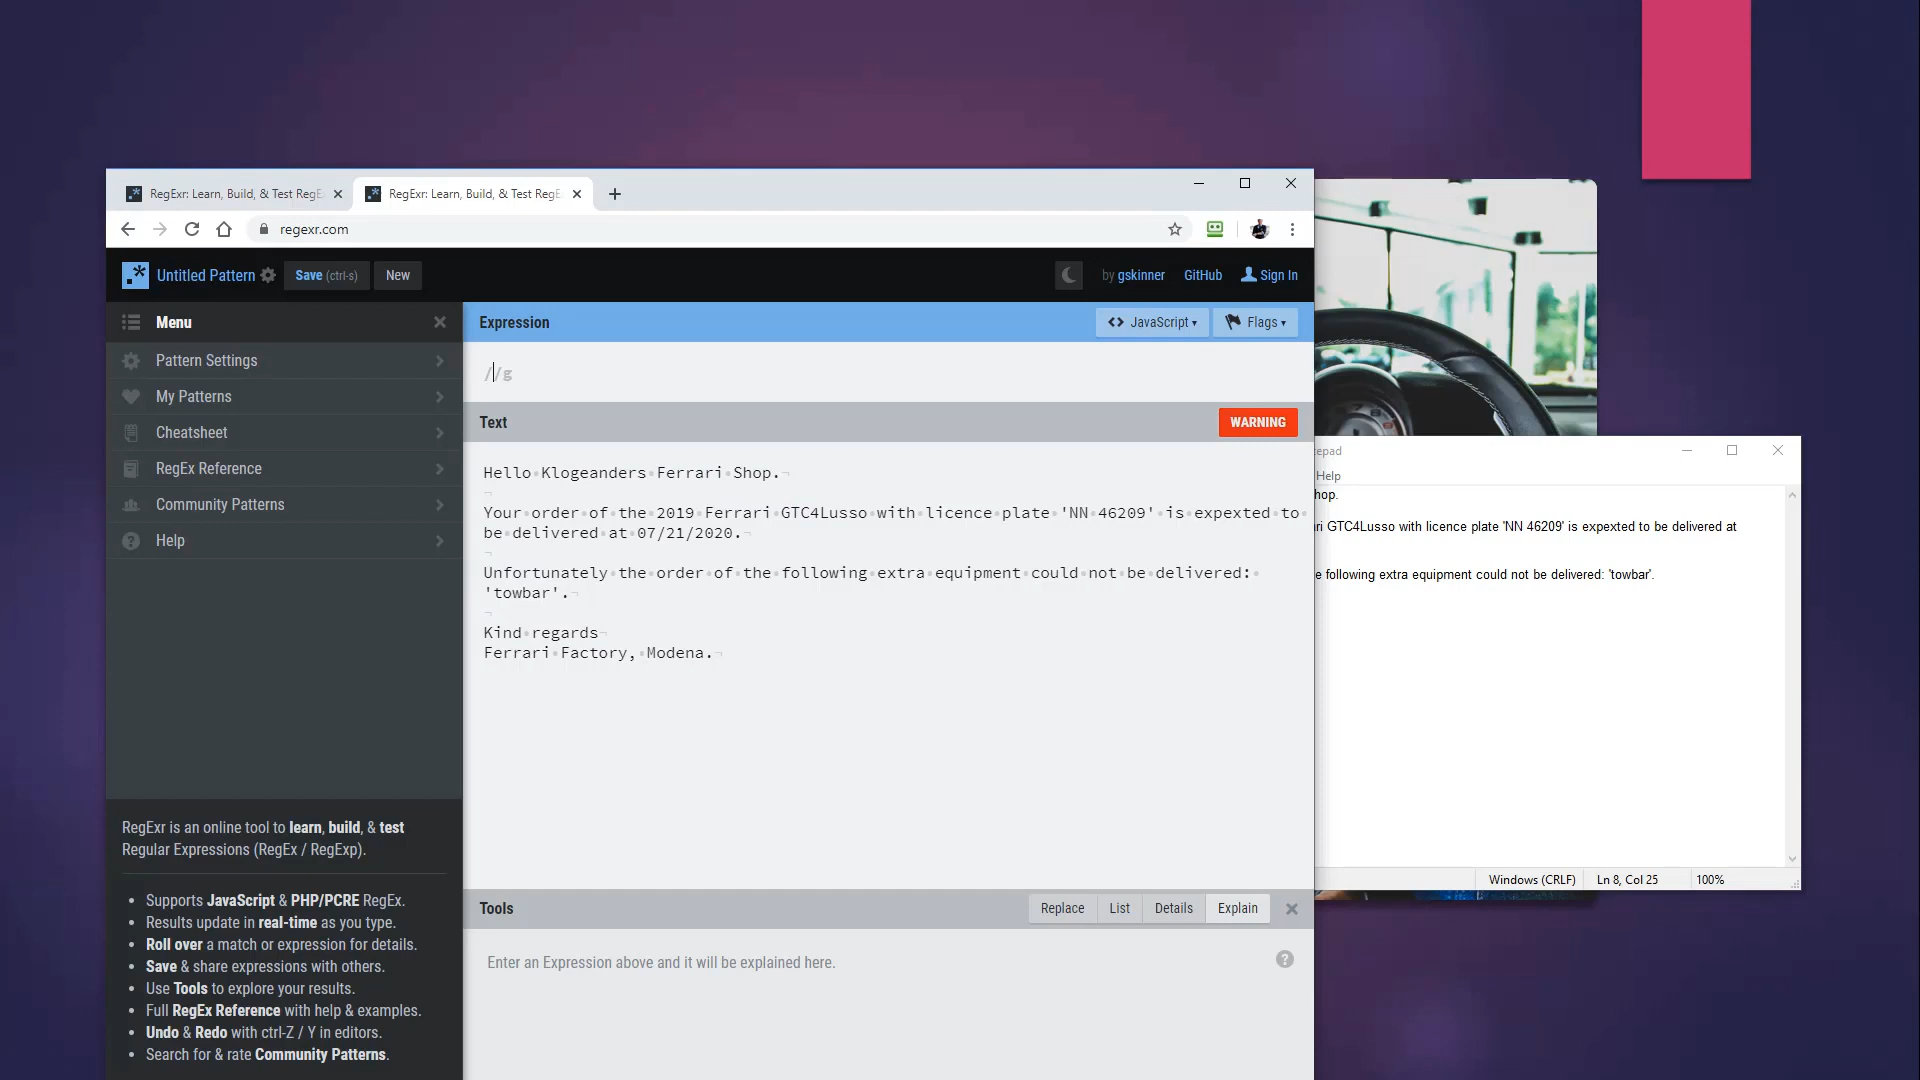 RegExr: Learn, Build, & Test RegE
RegExr: Learn, Build, & Test RegE
regexr.com
Untitled Pattern
Save (ctrl-s)
New
by gskinner
GitHub
Sign In
Menu
Pattern Settings
My Patterns
Cheatsheet
RegEx Reference
Community Patterns
Help
RegExr is an online tool to learn, build, & test
Regular Expressions (RegEx / RegExp).
• Supports JavaScript & PHP/PCRE RegEx.
• Results update in real-time as you type.
• Roll over a match or expression for details.
• Save & share expressions with others.
• Use Tools to explore your results.
• Full RegEx Reference with help & examples.
• Undo & Redo with ctrl-Z / Y in editors.
• Search for & rate Community Patterns.
Expression
<> JavaScript
Flags
//g
Text
WARNING
Hello Klogeanders Ferrari Shop.
Your order of the 2019 Ferrari GTC4Lusso with licence plate 'NN 46209' is expexted to
be delivered at 07/21/2020.
Unfortunately the order of the following extra equipment could not be delivered:
'towbar'.
Kind regards
Ferrari Factory, Modena.
Tools
Replace
List
Details
Explain
Enter an Expression above and it will be explained here.
epad
Help
hop.
ri GTC4Lusso with licence plate 'NN 46209' is expexted to be delivered at
e following extra equipment could not be delivered: 'towbar'.
Windows (CRLF)
Ln 8, Col 25
100%